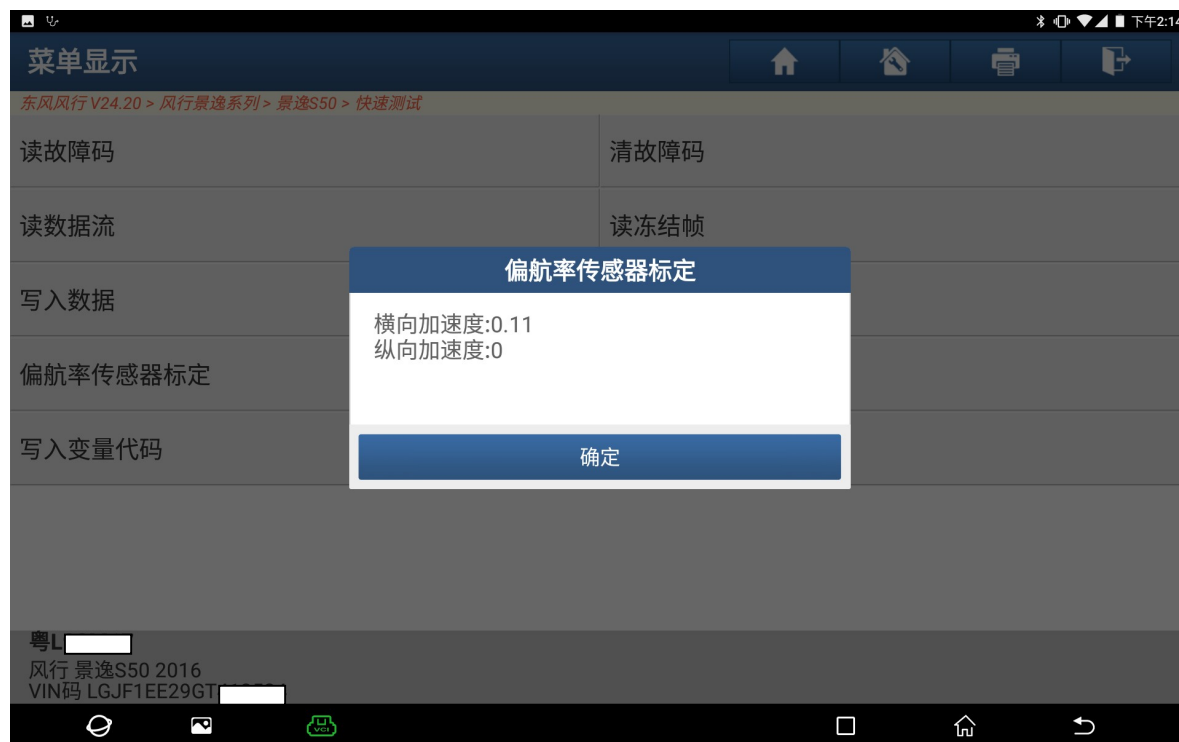 下午2:14
菜单显示
东风风行 V24.20 > 风行景逸系列 > 景逸S50 > 快速测试
读故障码
清故障码
读数据流
读冻结帧
写入数据
偏航率传感器标定
写入变量代码
偏航率传感器标定
横向加速度:0.11
纵向加速度:0
确定
粤L
风行 景逸S50 2016
VIN码 LGJF1EE29GT
VCI